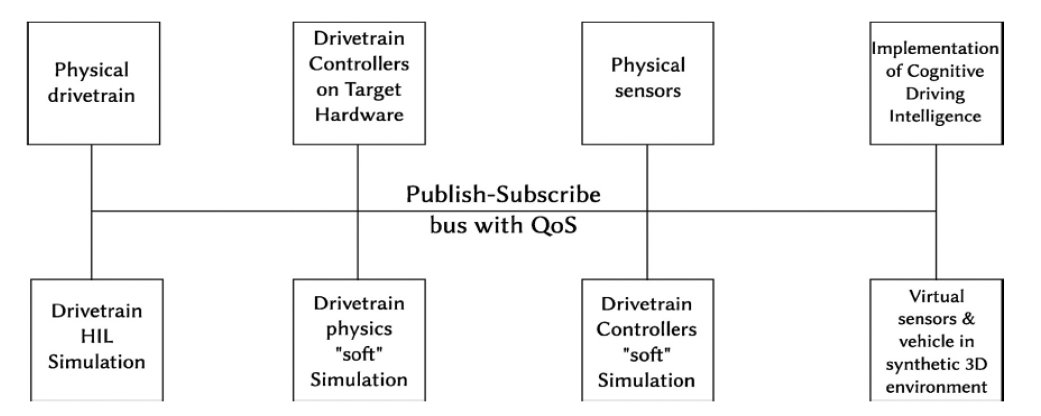 Physical
drivetrain
Drivetrain
Controllers
on Target
Hardware
Physical
sensors
Implementation
of Cognitive
Driving
Intelligence
Publish-Subscribe
bus with QoS
Drivetrain
HIL
Simulation
Drivetrain
physics
"soft"
Simulation
Drivetrain
Controllers
"soft"
Simulation
Virtual
sensors &
vehicle in
synthetic 3D
environment